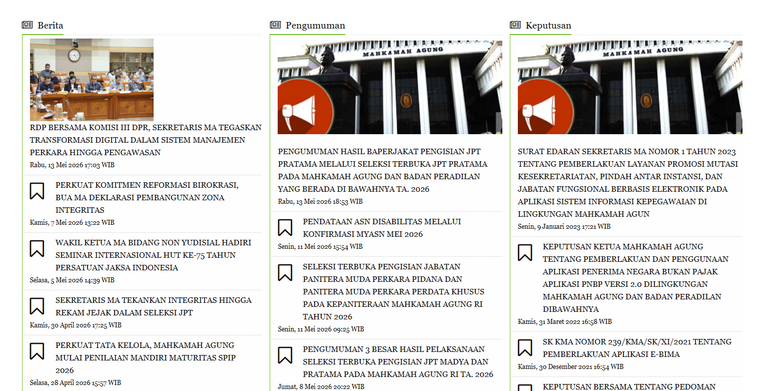 Berita
RDP BERSAMA KOMISI III DPR, SEKRETARIS MA TEGASKAN
TRANSFORMASI DIGITAL DALAM SISTEM MANAJEMEN
PERKARA HINGGA PENGAWASAN
Rabu, 13 Mei 2026 17:03 WIB
PERKUAT KOMITMEN REFORMASI BIROKRASI,
BUA MA DEKLARASI PEMBANGUNAN ZONA
INTEGRITAS
Kamis, 7 Mei 2026 13:22 WIB
WAKIL KETUA MA BIDANG NON YUDISIAL HADIRI
SEMINAR INTERNASIONAL HUT KE-75 TAHUN
PERSATUAN JAKSA INDONESIA
Selasa, 5 Mei 2026 14:39 WIB
SEKRETARIS MA TEKANKAN INTEGRITAS HINGGA
REKAM JEJAK DALAM SELEKSI JPT
Kamis, 30 April 2026 17:25 WIB
PERKUAT TATA KELOLA, MAHKAMAH AGUNG
MULAI PENILAIAN MANDIRI MATURITAS SPIP
2026
Selasa, 28 April 2026 15:57 WIB
Pengumuman
MAHKAMAH AGUNG
PENGUMUMAN HASIL BAPERJAKAT PENGISIAN JPT
PRATAMA MELALUI SELEKSI TERBUKA JPT PRATAMA
PADA MAHKAMAH AGUNG DAN BADAN PERADILAN
YANG BERADA DI BAWAHNYA TA. 2026
Rabu, 13 Mei 2026 18:53 WIB
PENDATAAN ASN DISABILITAS MELALUI
KONFIRMASI MYASN MEI 2026
Senin, 11 Mei 2026 15:54 WIB
SELEKSI TERBUKA PENGISIAN JABATAN
PANITERA MUDA PERKARA PIDANA DAN
PANITERA MUDA PERKARA PERDATA KHUSUS
PADA KEPANITERAAN MAHKAMAH AGUNG RI
TAHUN 2026
Senin, 11 Mei 2026 09:25 WIB
PENGUMUMAN 3 BESAR HASIL PELAKSANAAN
SELEKSI TERBUKA PENGISIAN JPT MADYA DAN
PRATAMA PADA MAHKAMAH AGUNG RI TA. 2026
Jumat, 8 Mei 2026 20:22 WIB
Keputusan
MAHKAMAH AGUNG
SURAT EDARAN SEKRETARIS MA NOMOR 1 TAHUN 2023
TENTANG PEMBERLAKUAN LAYANAN PROMOSI MUTASI
KESEKRETARIATAN, PINDAH ANTAR INSTANSI, DAN
JABATAN FUNGSIONAL BERBASIS ELEKTRONIK PADA
APLIKASI SISTEM INFORMASI KEPEGAWAIAN DI
LINGKUNGAN MAHKAMAH AGUN
Senin, 9 Januari 2023 17:21 WIB
KEPUTUSAN KETUA MAHKAMAH AGUNG
TENTANG PEMBERLAKUAN DAN PENGGUNAAN
APLIKASI PENERIMA NEGARA BUKAN PAJAK
APLIKASI PNBP VERSI 2.0 DILINGKUNGAN
MAHKAMAH AGUNG DAN BADAN PERADILAN
DIBAWAHNYA
Kamis, 31 Maret 2022 16:58 WIB
SK KMA NOMOR 239/KMA/SK/XI/2021 TENTANG
PEMBERLAKUAN APLIKASI E-BIMA
Kamis, 30 Desember 2021 16:54 WIB
KEPUTUSAN BERSAMA TENTANG PEDOMAN